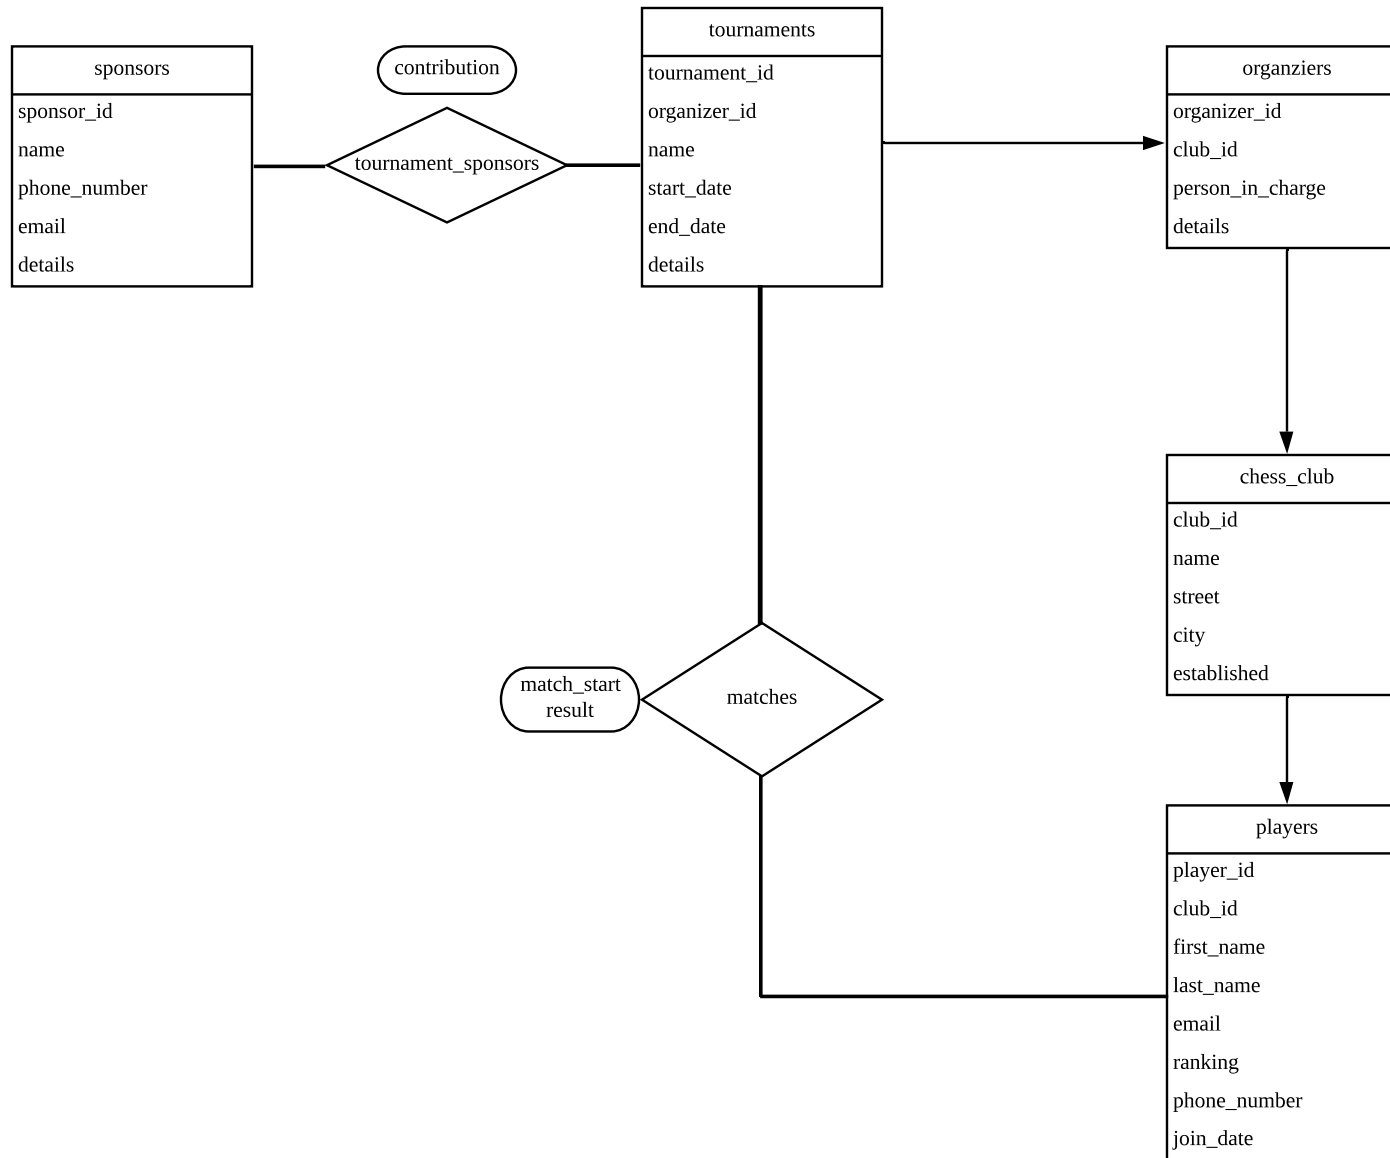 sponsors
sponsor_id
name
phone_number
email
details
contribution
tournament_sponsors
tournaments
tournament_id
organizer_id
name
start_date
end_date
details
organziers
organizer_id
club_id
person_in_charge
details
chess_club
club_id
name
street
city
established
match_start
result
matches
players
player_id
club_id
first_name
last_name
email
ranking
phone_number
join_date